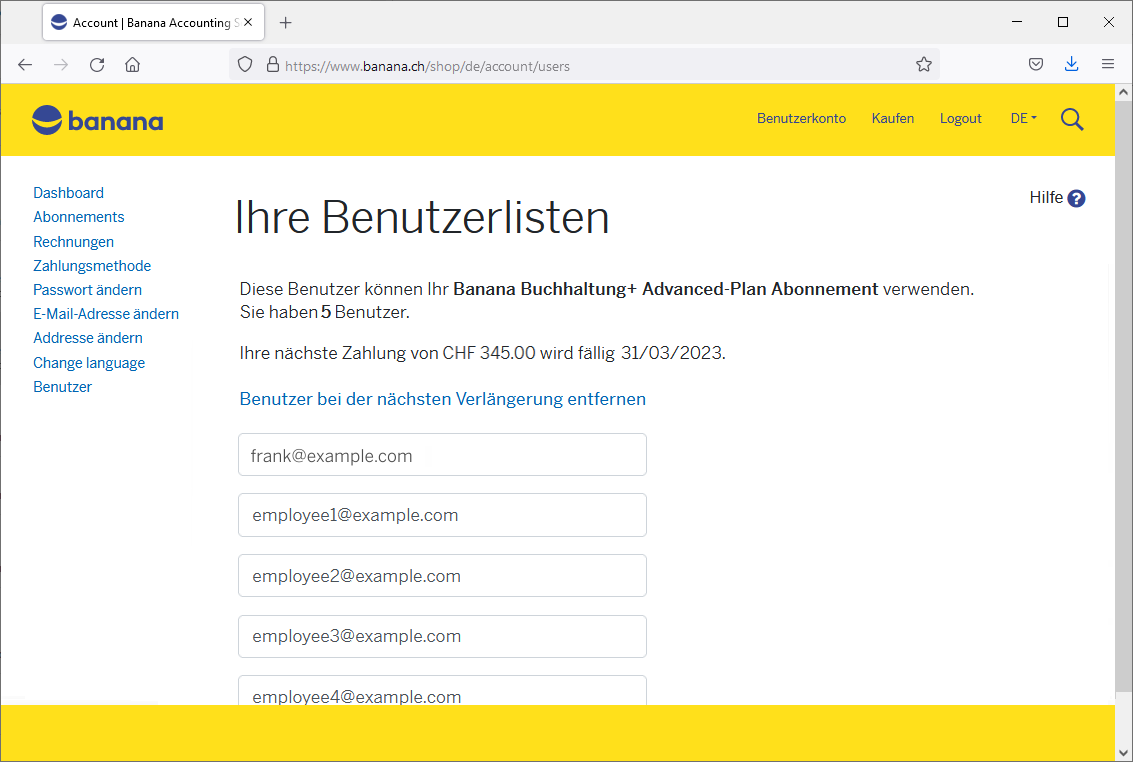 Account | Banana Accounting S
https://www.banana.ch/shop/de/account/users
banana
Benutzerkonto
Kaufen
Logout
DE
Dashboard
Abonnements
Rechnungen
Zahlungsmethode
Passwort ändern
E-Mail-Adresse ändern
Addresse ändern
Change language
Benutzer
Hilfe ?
Ihre Benutzerlisten
Diese Benutzer können Ihr Banana Buchhaltung+ Advanced-Plan Abonnement verwenden.
Sie haben 5 Benutzer.
Ihre nächste Zahlung von CHF 345.00 wird fällig 31/03/2023.
Benutzer bei der nächsten Verlängerung entfernen
frank@example.com
employee1@example.com
employee2@example.com
employee3@example.com
employee4@example.com